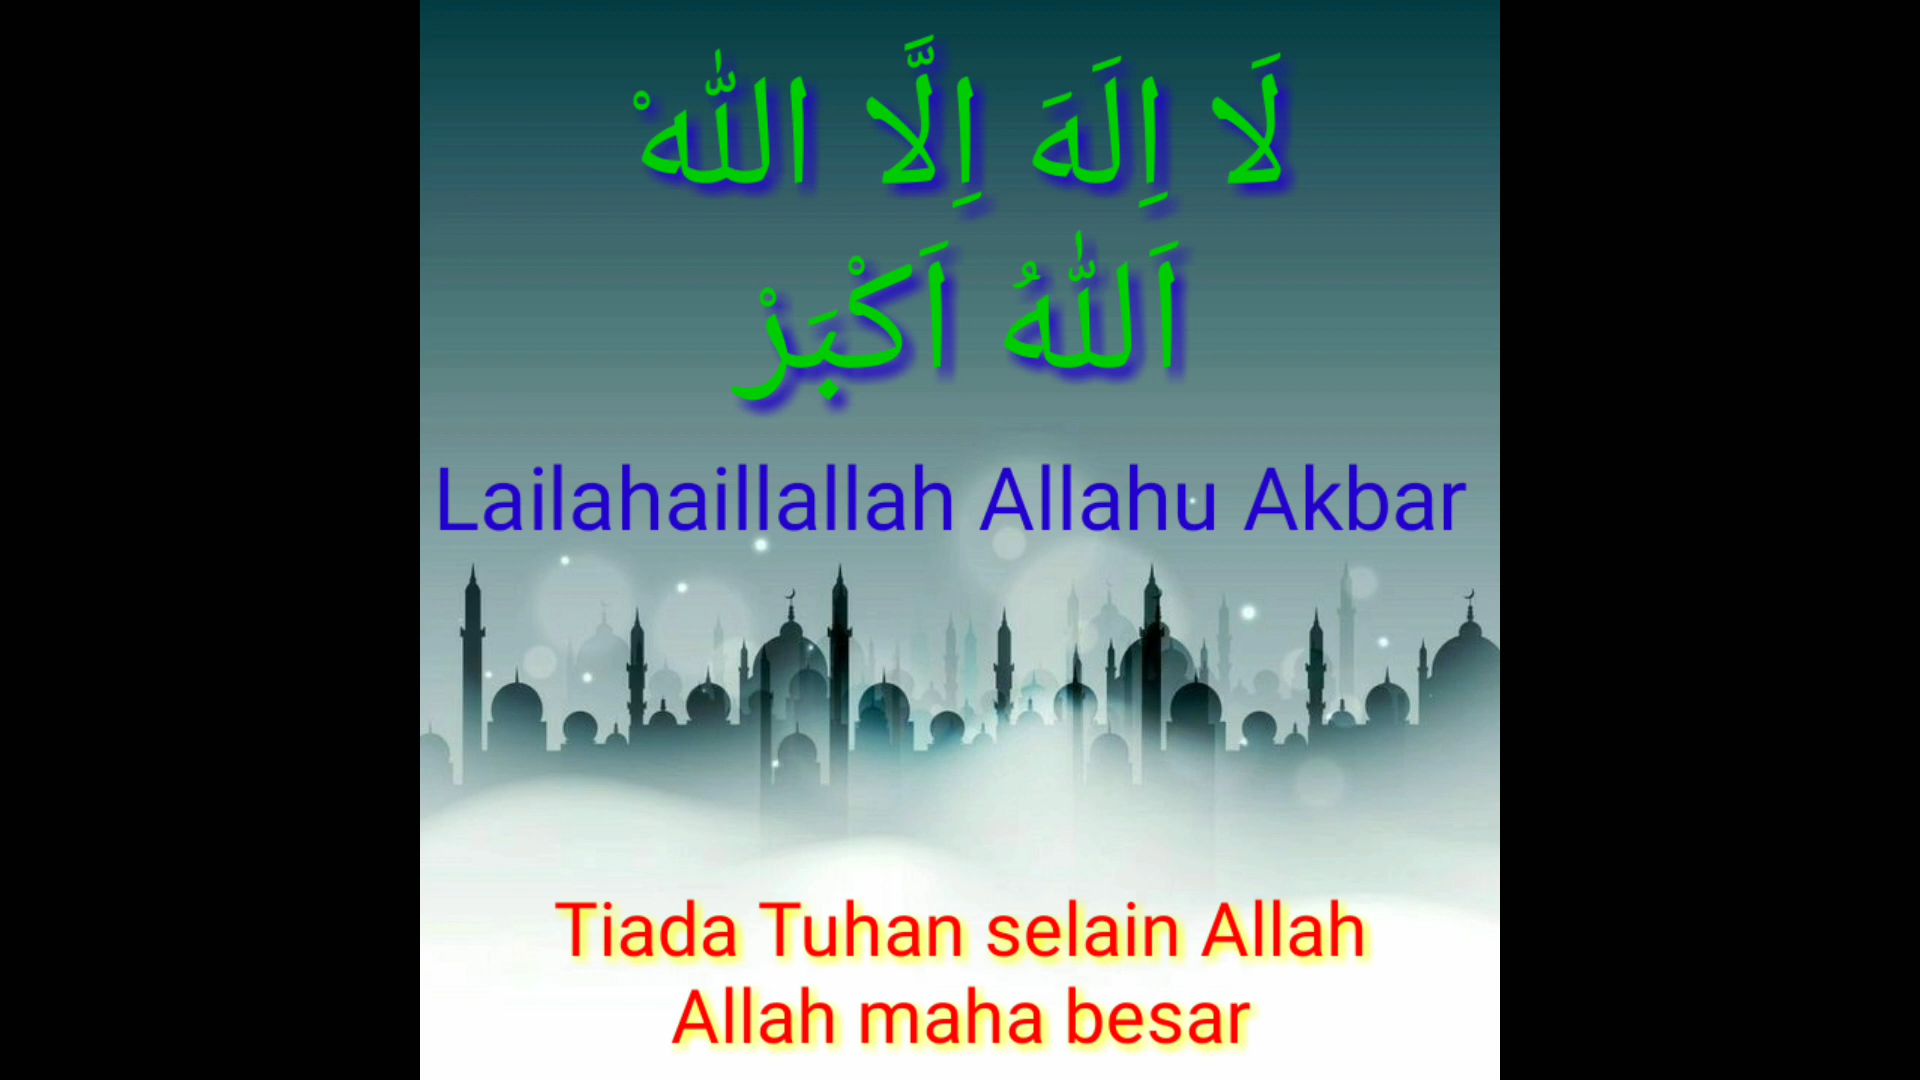 لَا اِلَهَ اِلَّا اللّٰهْ
اَللّٰهُ اَكْبَرْ
Lailahaillallah Allahu Akbar
Tiada Tuhan selain Allah
Allah maha besar